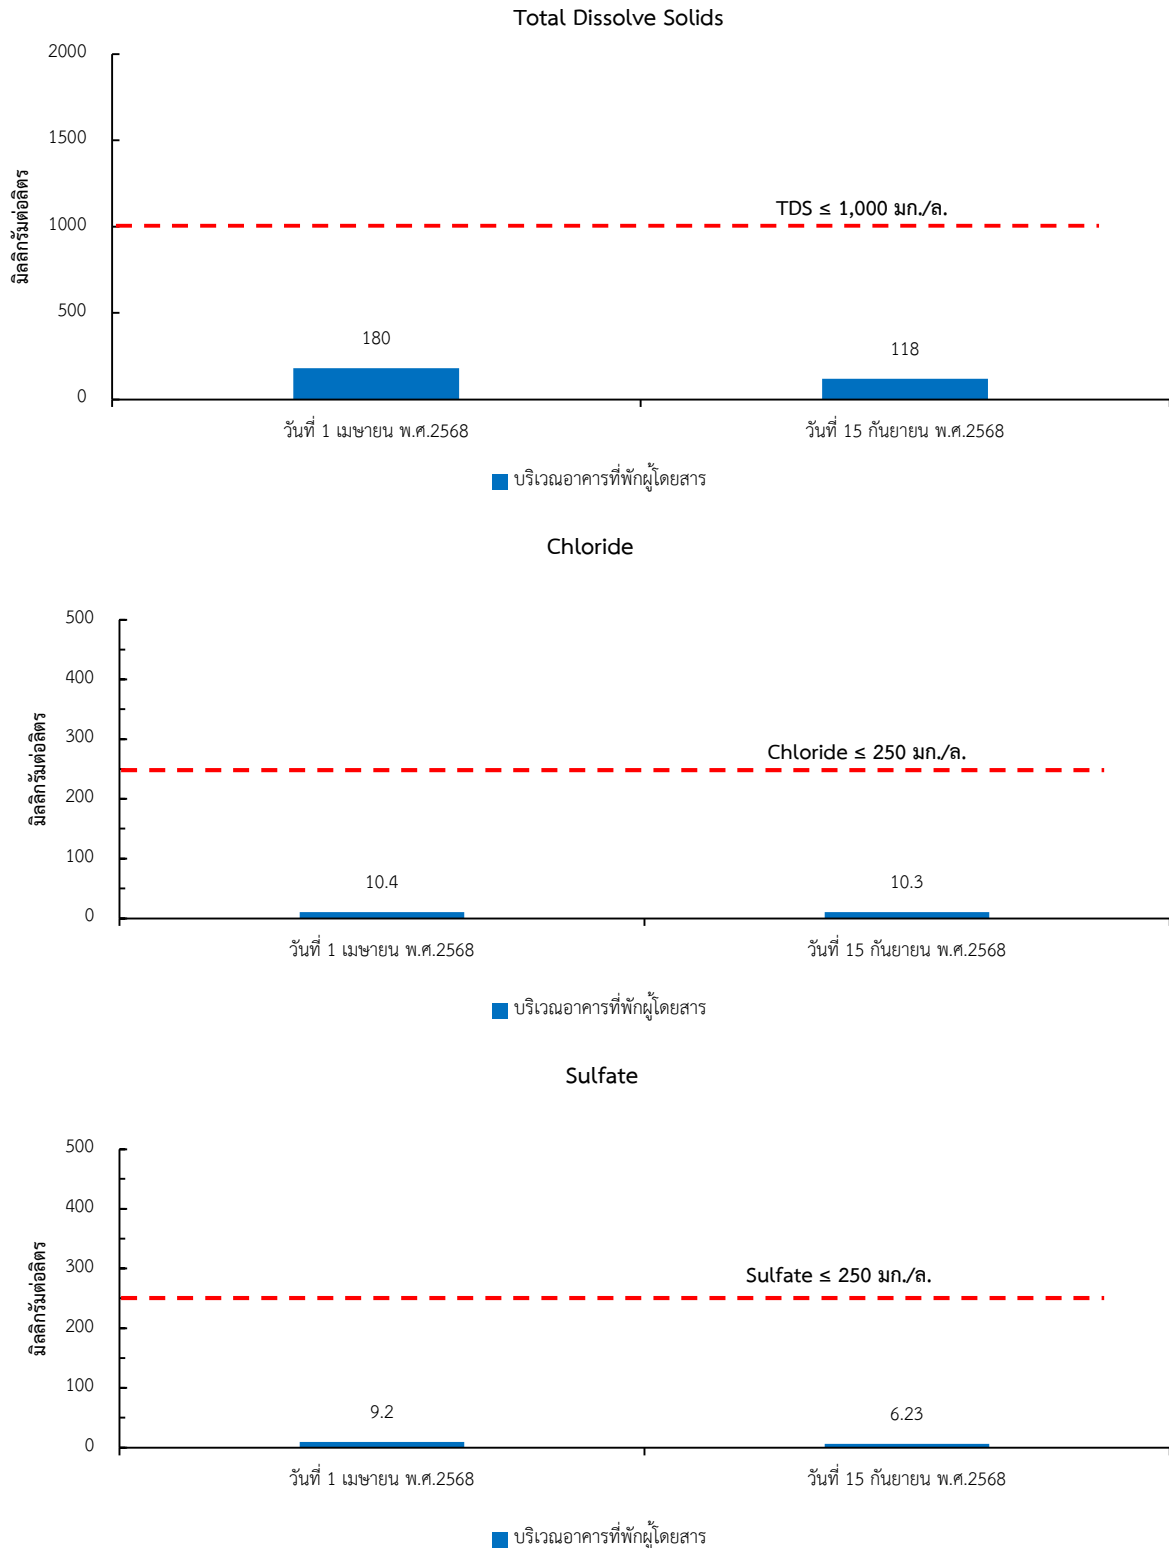 Total Dissolve Solids
2000
1500
1000
500
0
มิลลิกรัมต่อลิตร
TDS ≤ 1,000 มก./ล.
180
118
วันที่ 1 เมษายน พ.ศ.2568
วันที่ 15 กันยายน พ.ศ.2568
บริเวณอาคารที่พักผู้โดยสาร
Chloride
500
400
300
200
100
0
มิลลิกรัมต่อลิตร
Chloride ≤ 250 มก./ล.
10.4
10.3
วันที่ 1 เมษายน พ.ศ.2568
วันที่ 15 กันยายน พ.ศ.2568
บริเวณอาคารที่พักผู้โดยสาร
Sulfate
500
400
300
200
100
0
มิลลิกรัมต่อลิตร
Sulfate ≤ 250 มก./ล.
9.2
6.23
วันที่ 1 เมษายน พ.ศ.2568
วันที่ 15 กันยายน พ.ศ.2568
บริเวณอาคารที่พักผู้โดยสาร